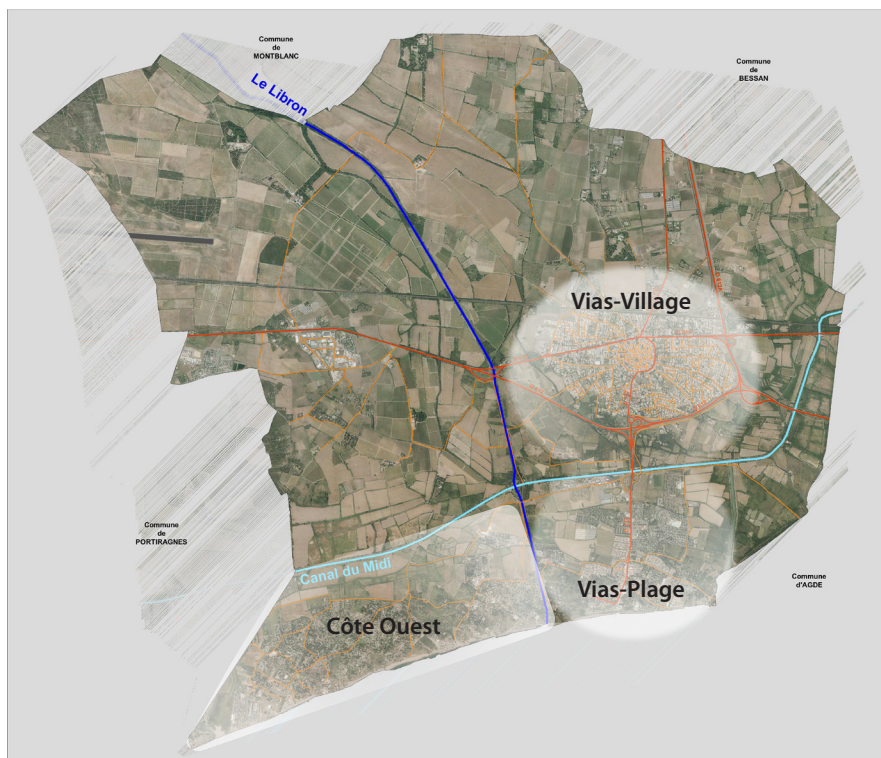 Commune
de
MONTBLANC
Commune
de
BESSAN
Le Libron
Vias-Village
Commune
de
PORTIRAGNES
Canal du Midi
Vias-Plage
Commune
d'AGDE
Côte Ouest